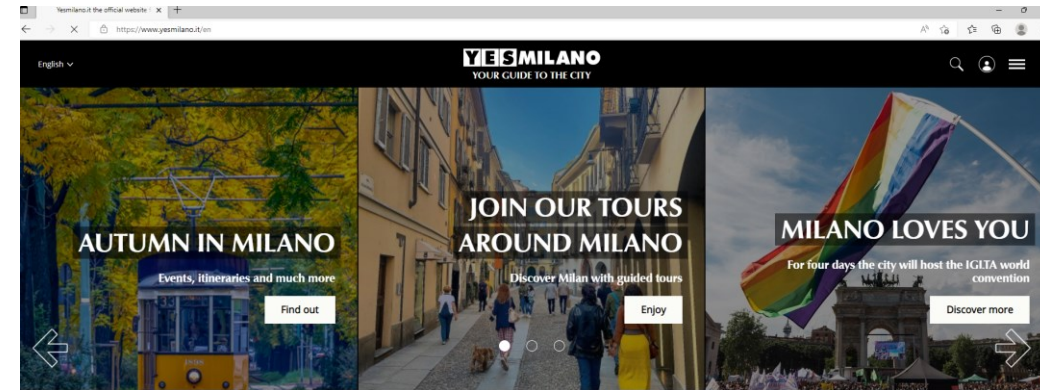 Yesmilano.it the official website
https://www.yesmilano.it/en
English
YESMILANO
YOUR GUIDE TO THE CITY
AUTUMN IN MILANO
Events, itineraries and much more
Find out
JOIN OUR TOURS
AROUND MILANO
Discover Milan with guided tours
Enjoy
MILANO LOVES YOU
For four days the city will host the IGLTA world
convention
Discover more